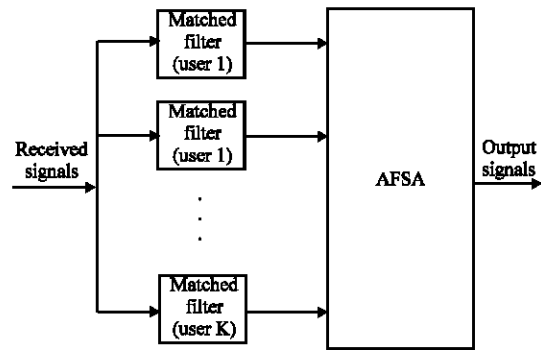 Matched
filter
(user 1)
Matched
filter
(user 1)
Received
signals
AFSA
Output
signals
Matched
filter
(user K)